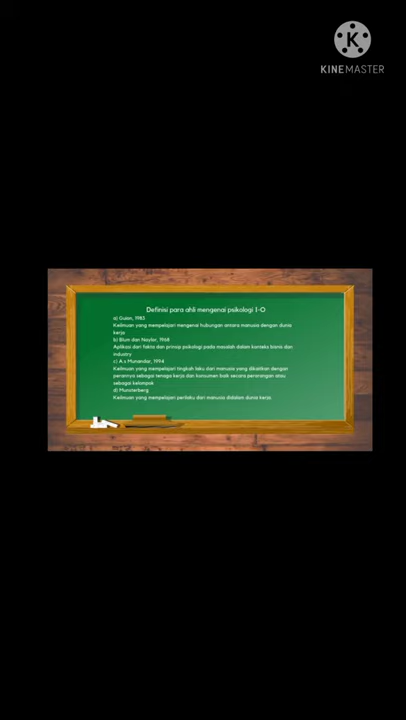 KINEMASTER
Definisi para ahli mengenai psikologi I-O
a) Guion, 1983
Keilmuan yang mempelajari mengenai hubungan antara manusia dengan dunia
kerja
b) Blum dan Naylor, 1968
Aplikasi dari fakta dan prinsip psikologi pada masalah dalam konteks bisnis dan
industry
c) A.s Munandar, 1994
Keilmuan yang mempelajari tingkah laku dari manusia yang dikaitkan dengan
perannya sebagai tenaga kerja dan konsumen baik secara perorangan atau
sebagai kelompok
d) Munsterberg
Keilmuan yang mempelajari perilaku dari manusia didalam dunia kerja